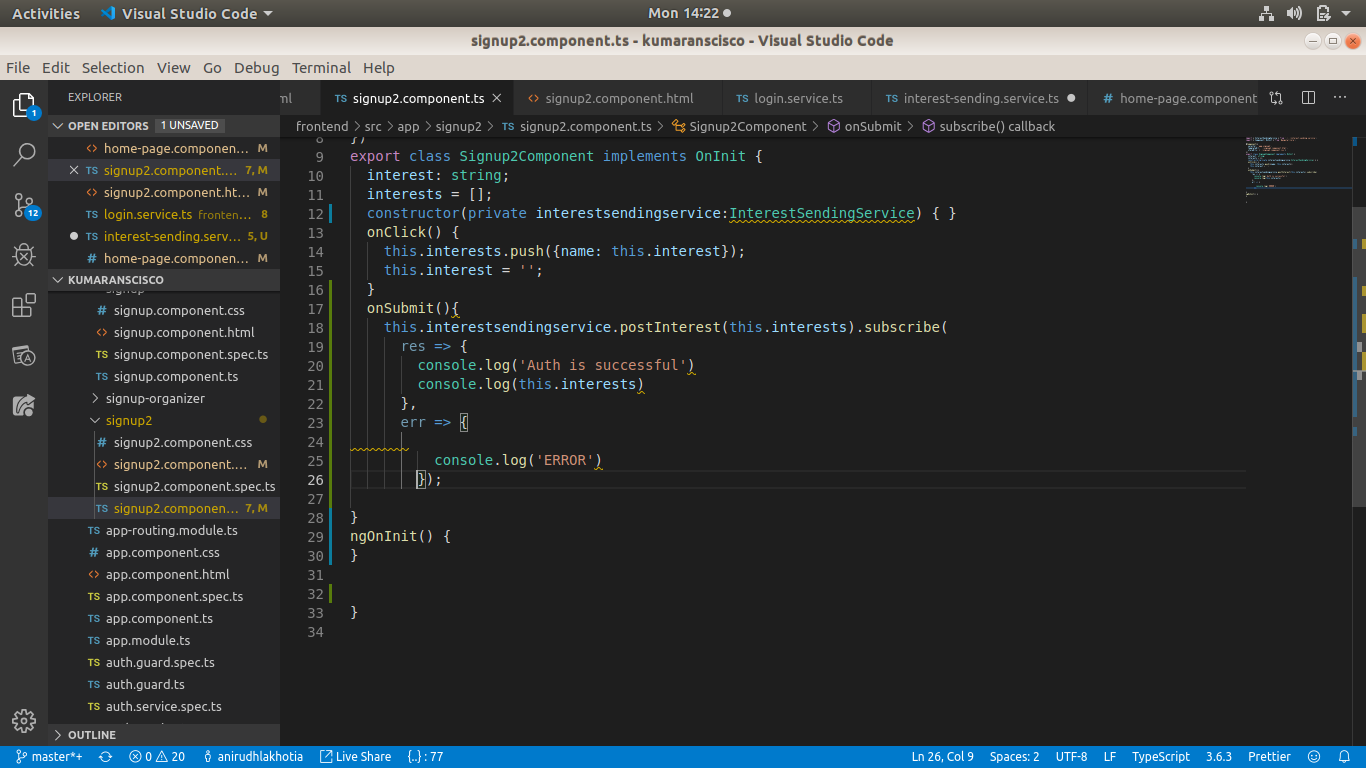 Activities Visual Studio Code Mon 14:22
signup2.component.ts - kumaranscisco - Visual Studio Code
File Edit Selection View Go Debug Terminal Help
EXPLORER
OPEN EDITORS 1 UNSAVED
home-page.componen... M
TS signup2.component.... 7, M
signup2.component.ht... M
TS login.service.ts fronten... 8
TS interest-sending.serv... 5, U
# home-page.componen... M
KUMARANSCISCO
signup
# signup.component.css
<> signup.component.html
TS signup.component.spec.ts
TS signup.component.ts
signup-organizer
signup2
# signup2.component.css
<> signup2.component.... M
TS signup2.component.spec.ts
TS signup2.componen... 7, M
TS app-routing.module.ts
# app.component.css
<> app.component.html
TS app.component.spec.ts
TS app.component.ts
TS app.module.ts
TS auth.guard.spec.ts
TS auth.guard.ts
TS auth.service.spec.ts
OUTLINE
ml TS signup2.component.ts <> signup2.component.html TS login.service.ts TS interest-sending.service.ts # home-page.component
frontend > src > app > signup2 > TS signup2.component.ts > Signup2Component > onSubmit > subscribe() callback
8 })
9 export class Signup2Component implements OnInit {
10 interest: string;
11 interests = [];
12 constructor(private interestsendingservice:InterestSendingService) { }
13 onClick() {
14 this.interests.push({name: this.interest});
15 this.interest = '';
16 }
17 onSubmit(){
18 this.interestsendingservice.postInterest(this.interests).subscribe(
19 res => {
20 console.log('Auth is successful')
21 console.log(this.interests)
22 },
23 err => {
24
25 console.log('ERROR')
26 });
27
28 }
29 ngOnInit() {
30 }
31
32
33 }
34
1
12
master*+ 0 20 anirudhlakhotia Live Share {..} : 77 Ln 26, Col 9 Spaces: 2 UTF-8 LF TypeScript 3.6.3 Prettier